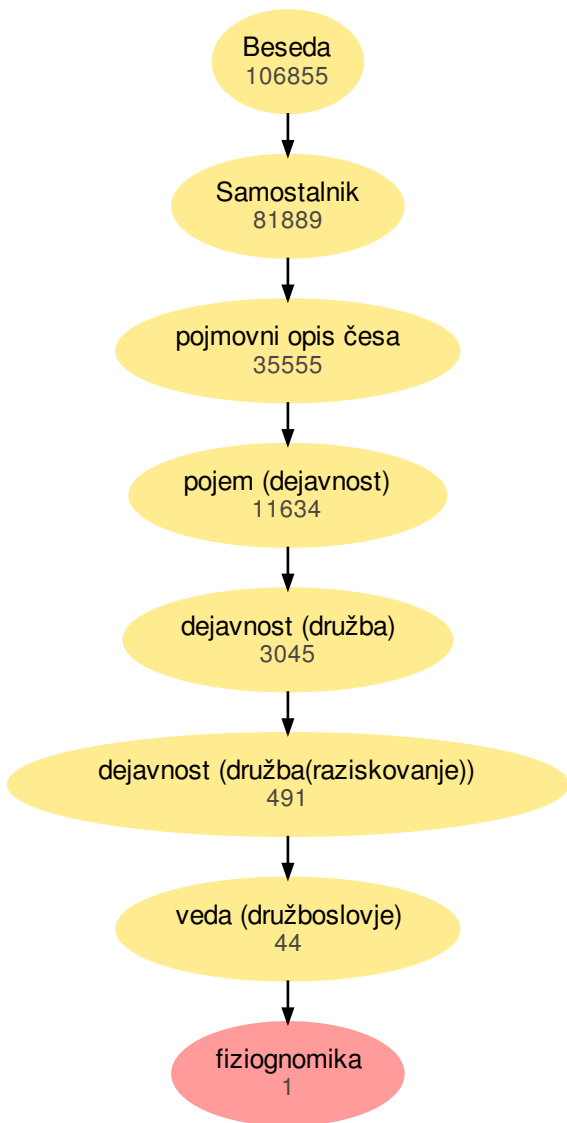 Beseda
106855
Samostalnik
81889
pojmovni opis česa
35555
pojem (dejavnost)
11634
dejavnost (družba)
3045
dejavnost (družba(raziskovanje))
491
veda (družboslovje)
44
fiziognomika
1